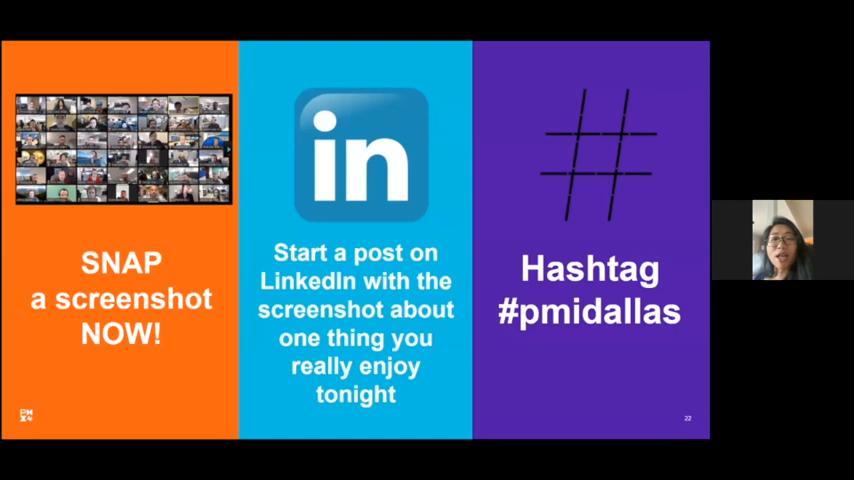 SNAP
a screenshot
NOW!
in
Start a post on
LinkedIn with the
screenshot about
one thing you
really enjoy
tonight
#
Hashtag
#pmidallas
22